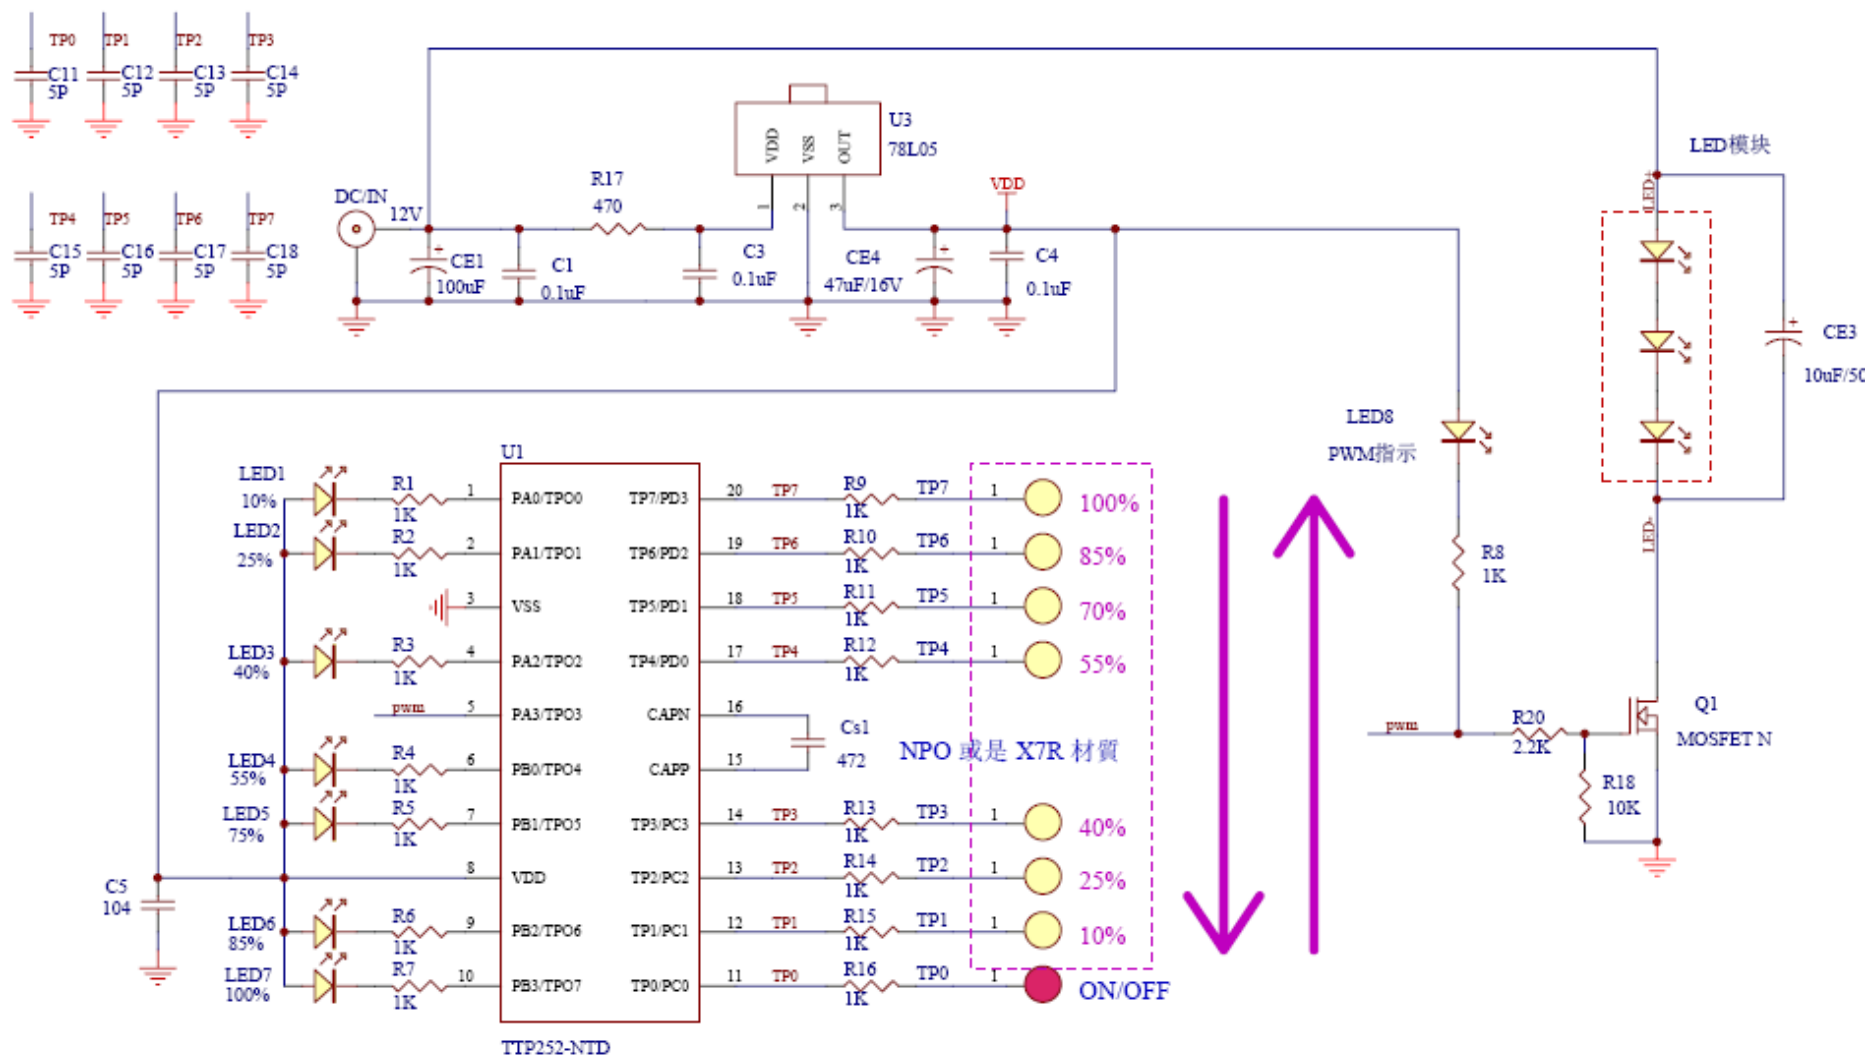 TP0 TP1 TP2 TP3
C11 C12 C13 C14
5P 5P 5P 5P
TP4 TP5 TP6 TP7
C15 C16 C17 C18
5P 5P 5P 5P
DC/IN
12V
CE1
100uF
C1
0.1uF
R17
470
C3
0.1uF
VDD
VSS
OUT
1
2
3
U3
78L05
CE4
47uF/16V
VDD
C4
0.1uF
LED模块
LED+
CE3
10uF/50
LED+
LED8
PWM指示
R8
1K
pwm
R20
2.2K
R18
10K
Q1
MOSFET N
C5
104
U1
LED1
10%
R1
1K
1 PA0/TPO0
LED2
25%
R2
1K
2 PA1/TPO1
3 VSS
LED3
40%
R3
1K
4 PA2/TPO2
pwm 5 PA3/TPO3
LED4
55%
R4
1K
6 PB0/TPO4
LED5
75%
R5
1K
7 PB1/TPO5
8 VDD
LED6
85%
R6
1K
9 PB2/TPO6
LED7
100%
R7
1K
10 PB3/TPO7
TP7/PD3 20 TP7 R9 TP7 1 100%
1K
TP6/PD2 19 TP6 R10 TP6 1 85%
1K
TP5/PD1 18 TP5 R11 TP5 1 70%
1K
TP4/PD0 17 TP4 R12 TP4 1 55%
1K
CAPN 16
Cs1
472
NPO 或是 X7R 材質
CAPP 15
TP3/PC3 14 TP3 R13 TP3 1 40%
1K
TP2/PC2 13 TP2 R14 TP2 1 25%
1K
TP1/PC1 12 TP1 R15 TP1 1 10%
1K
TP0/PC0 11 TP0 R16 TP0 1 ON/OFF
1K
TTP252-NTD